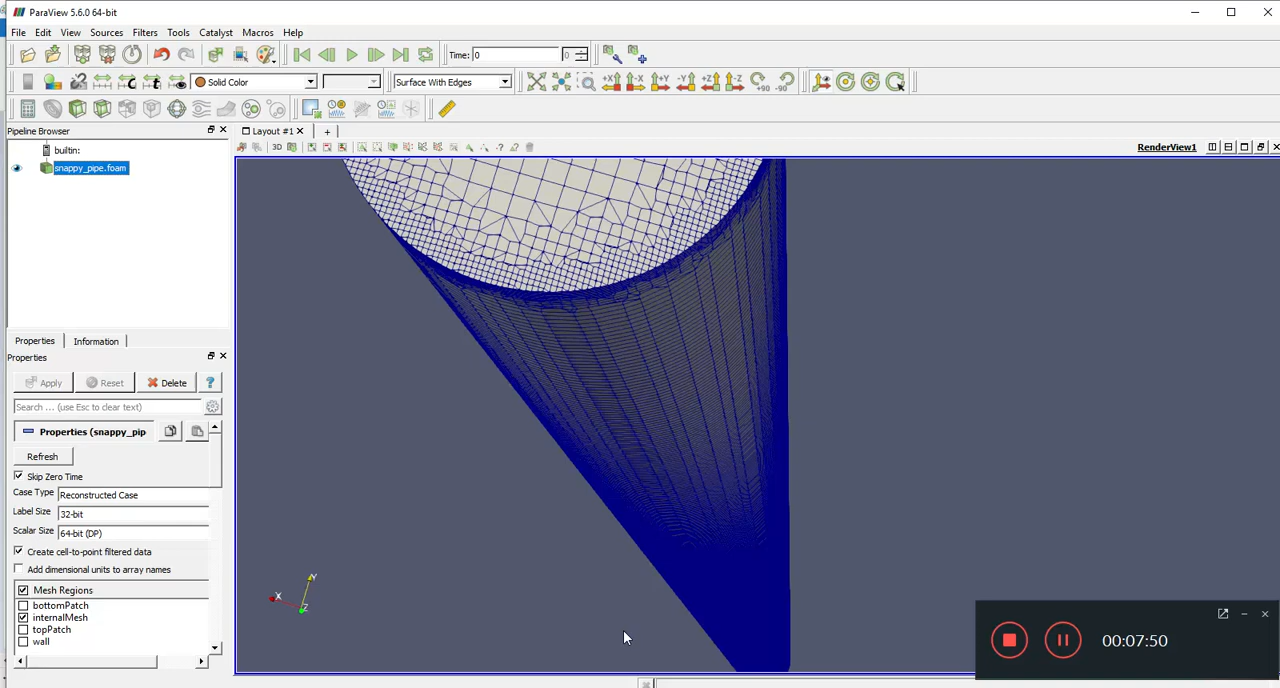 ParaView 5.6.0 64-bit
File Edit View Sources Filters Tools Catalyst Macros Help
Time: 0 0
Solid Color Surface With Edges +X -X +Y -Y +Z -Z +90 -90
Pipeline Browser
Layout #1 +
builtin:
3D
RenderView1
snappy_pipe.foam
Properties Information
Properties
Apply Reset Delete ?
Search ... (use Esc to clear text)
Properties (snappy_pip
Refresh
Skip Zero Time
Case Type Reconstructed Case
Label Size 32-bit
Scalar Size 64-bit (DP)
Create cell-to-point filtered data
Add dimensional units to array names
Mesh Regions
bottomPatch
internalMesh
topPatch
wall
Y
X
Z
00:07:50